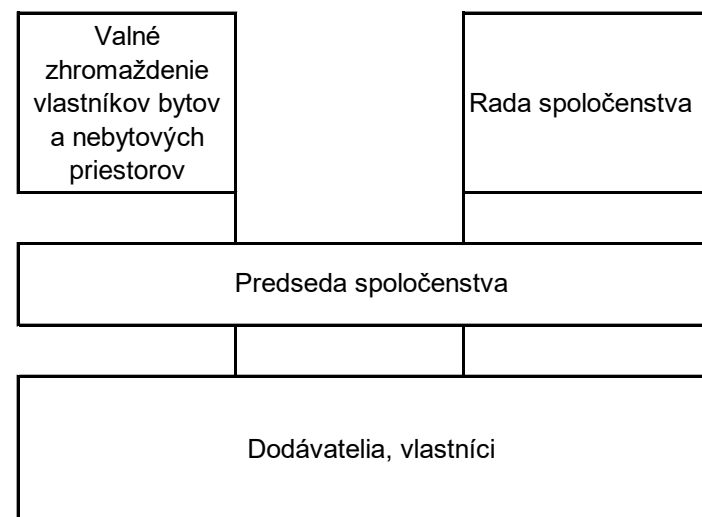 Valné
zhromaždenie
vlastníkov bytov
a nebytových
priestorov
Rada spoločenstva
Predseda spoločenstva
Dodávatelia, vlastníci